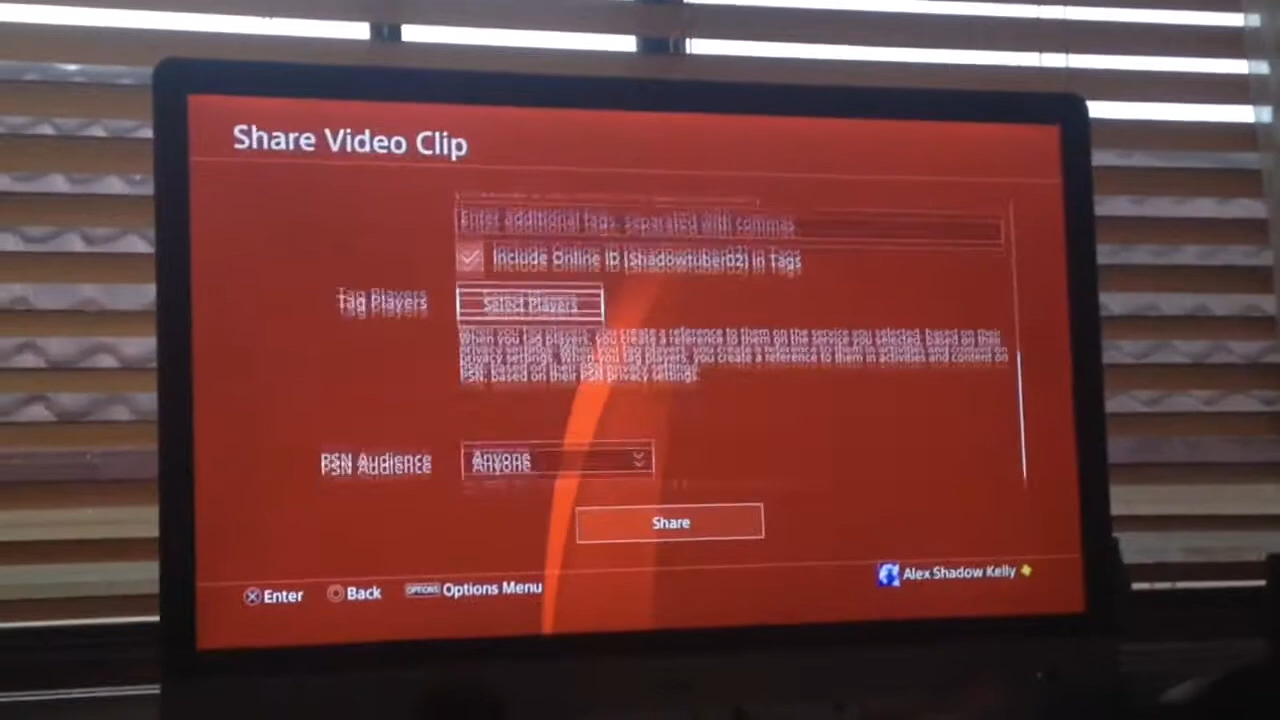 Share Video Clip
Enter additional tags, separated with commas.
Include Online ID (Shadowtuber02) in Tags
Tag Players
Select Players
When you tag players, you create a reference to them on the service you selected, based on their
privacy settings. When you tag players, you create a reference to them in activities and content on
PSN, based on their PSN privacy settings.
PSN Audience
Anyone
Share
Enter
Back
OPTIONS Options Menu
Alex Shadow Kelly